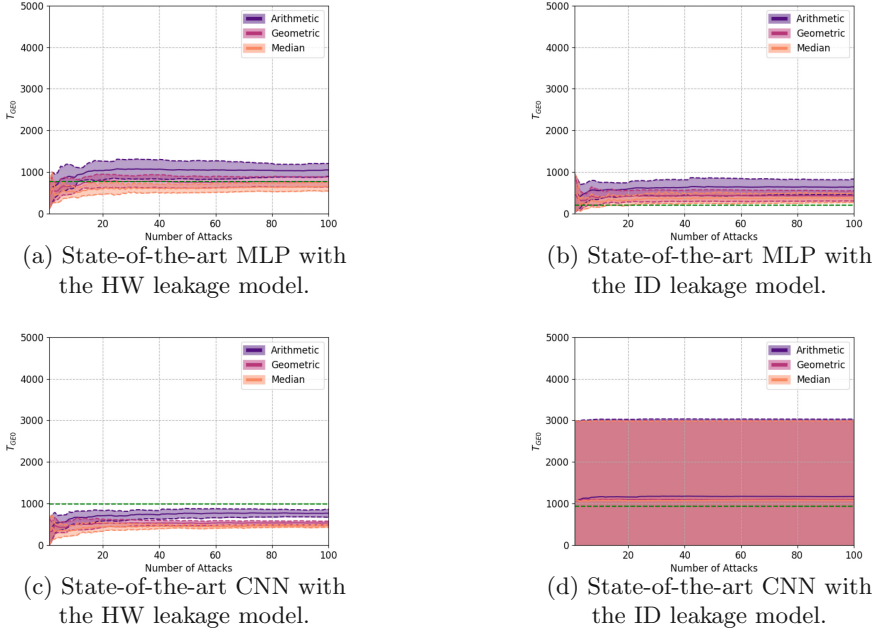 5000
4000
3000
2000
1000
0
T_GE0
20 40 60 80 100
Number of Attacks
Arithmetic
Geometric
Median
(a) State-of-the-art MLP with
the HW leakage model.
5000
4000
3000
2000
1000
0
T_GE0
20 40 60 80 100
Number of Attacks
Arithmetic
Geometric
Median
(b) State-of-the-art MLP with
the ID leakage model.
5000
4000
3000
2000
1000
0
T_GE0
20 40 60 80 100
Number of Attacks
Arithmetic
Geometric
Median
(c) State-of-the-art CNN with
the HW leakage model.
5000
4000
3000
2000
1000
0
T_GE0
20 40 60 80 100
Number of Attacks
Arithmetic
Geometric
Median
(d) State-of-the-art CNN with
the ID leakage model.